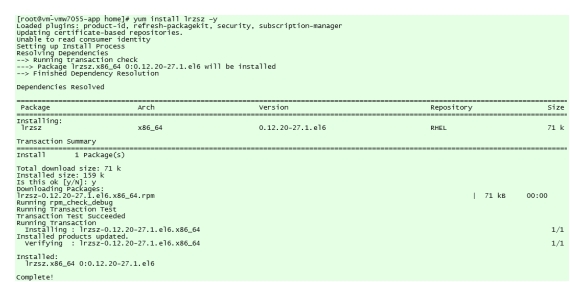 [root@vm-vmw7055-app home]# yum install lrzsz -y
Loaded plugins: product-id, refresh-packagekit, security, subscription-manager
Updating certificate-based repositories.
Unable to read consumer identity
Setting up Install Process
Resolving Dependencies
--> Running transaction check
---> Package lrzsz.x86_64 0:0.12.20-27.1.el6 will be installed
--> Finished Dependency Resolution
Dependencies Resolved
Package Arch Version Repository Size
Installing:
lrzsz x86_64 0.12.20-27.1.el6 RHEL 71 k
Transaction Summary
Install 1 Package(s)
Total download size: 71 k
Installed size: 159 k
Is this ok [y/N]: y
Downloading Packages:
lrzsz-0.12.20-27.1.el6.x86_64.rpm | 71 kB 00:00
Running rpm_check_debug
Running Transaction Test
Transaction Test Succeeded
Running Transaction
Installing : lrzsz-0.12.20-27.1.el6.x86_64 1/1
Installed products updated.
Verifying : lrzsz-0.12.20-27.1.el6.x86_64 1/1
Installed:
lrzsz.x86_64 0:0.12.20-27.1.el6
Complete!